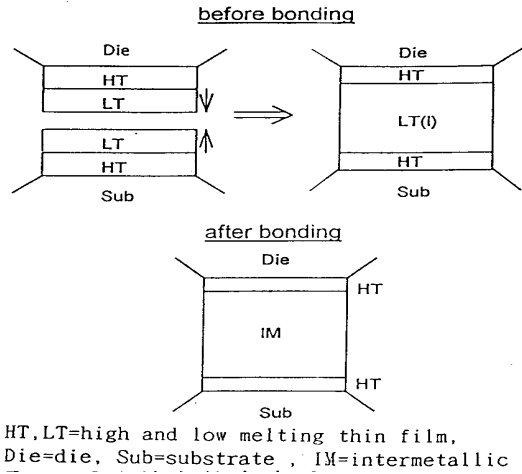 before bonding
Die
HT
LT
LT
HT
Sub
Die
HT
LT(l)
HT
Sub
after bonding
Die
HT
IM
HT
Sub
HT,LT=high and low melting thin film,
Die=die, Sub=substrate , IM=intermetallic